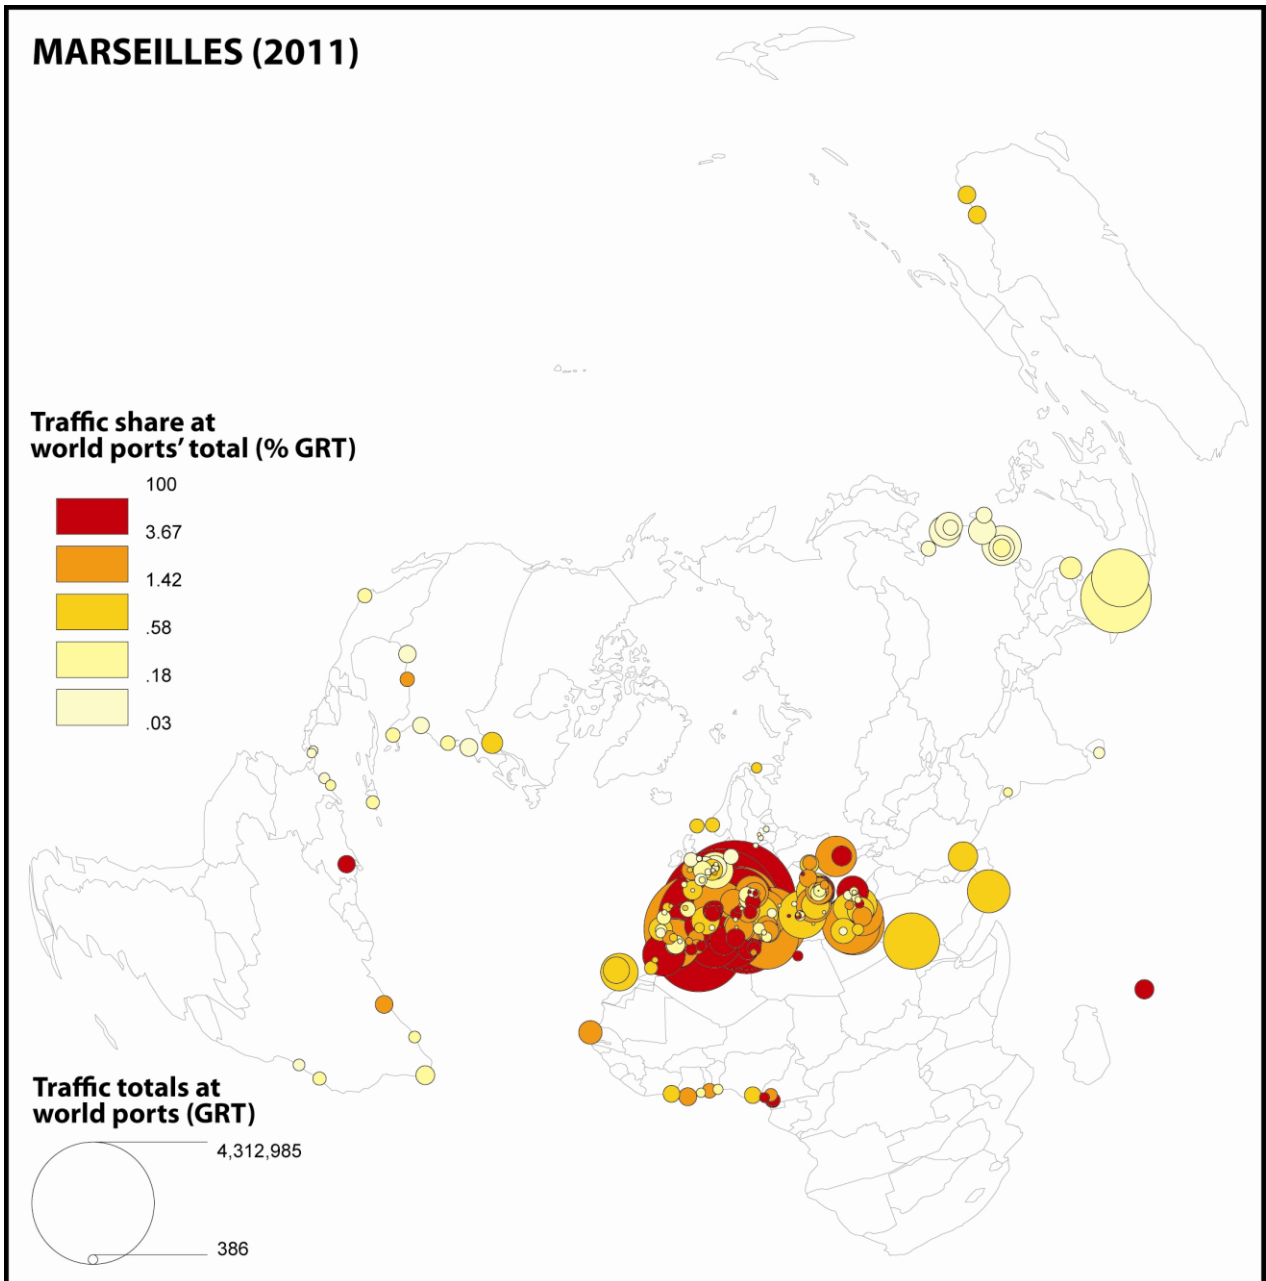 MARSEILLES (2011)
Traffic share at
world ports' total (% GRT)
100
3.67
1.42
.58
.18
.03
Traffic totals at
world ports (GRT)
4,312,985
386